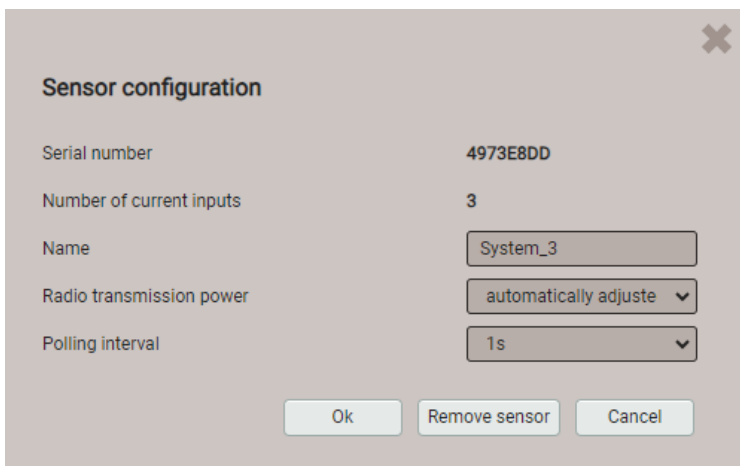 Sensor configuration
Serial number 4973E8DD
Number of current inputs 3
Name System_3
Radio transmission power automatically adjuste
Polling interval 1s
Ok Remove sensor Cancel